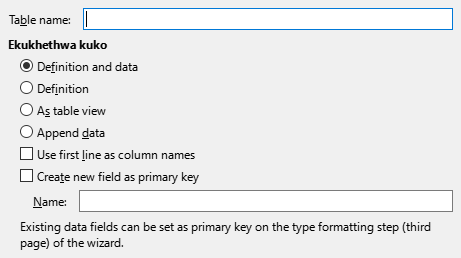 Table name:
Ekukhethwa kuko
Definition and data
Definition
As table view
Append data
Use first line as column names
Create new field as primary key
Name:
Existing data fields can be set as primary key on the type formatting step (third
page) of the wizard.